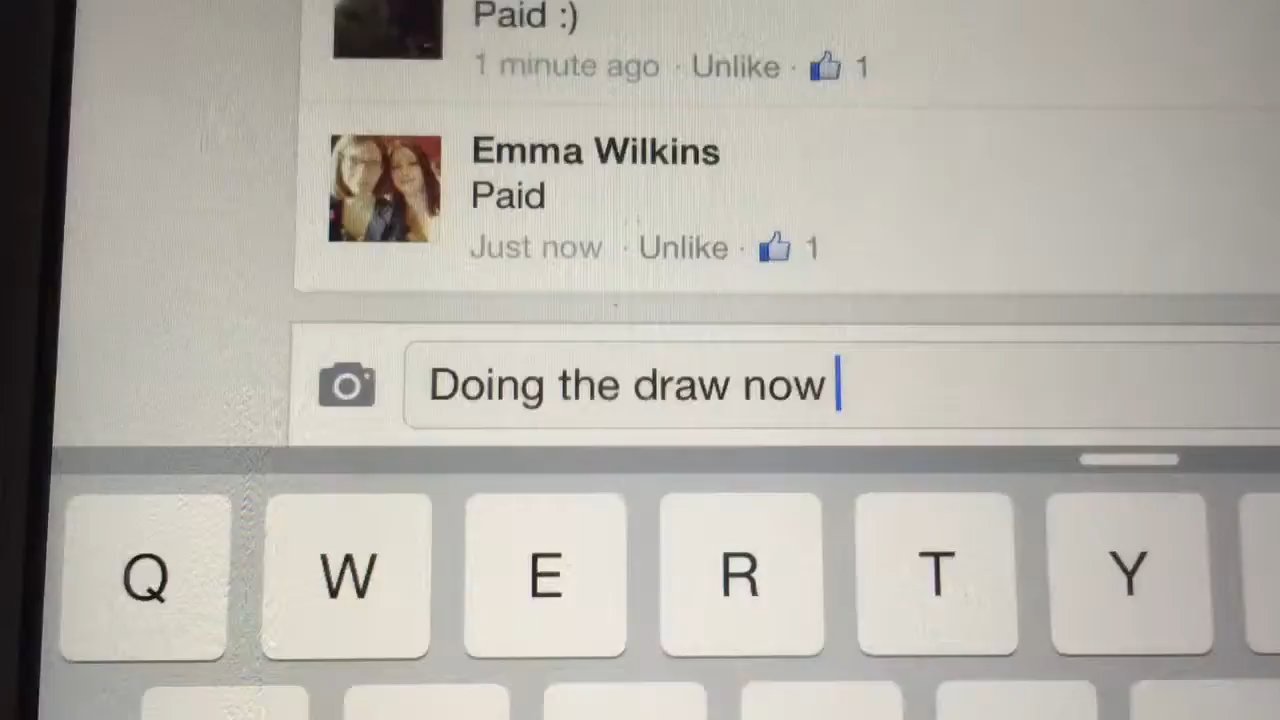 Paid :)
1 minute ago · Unlike · 1
Emma Wilkins
Paid
Just now · Unlike · 1
Doing the draw now
Q W E R T Y